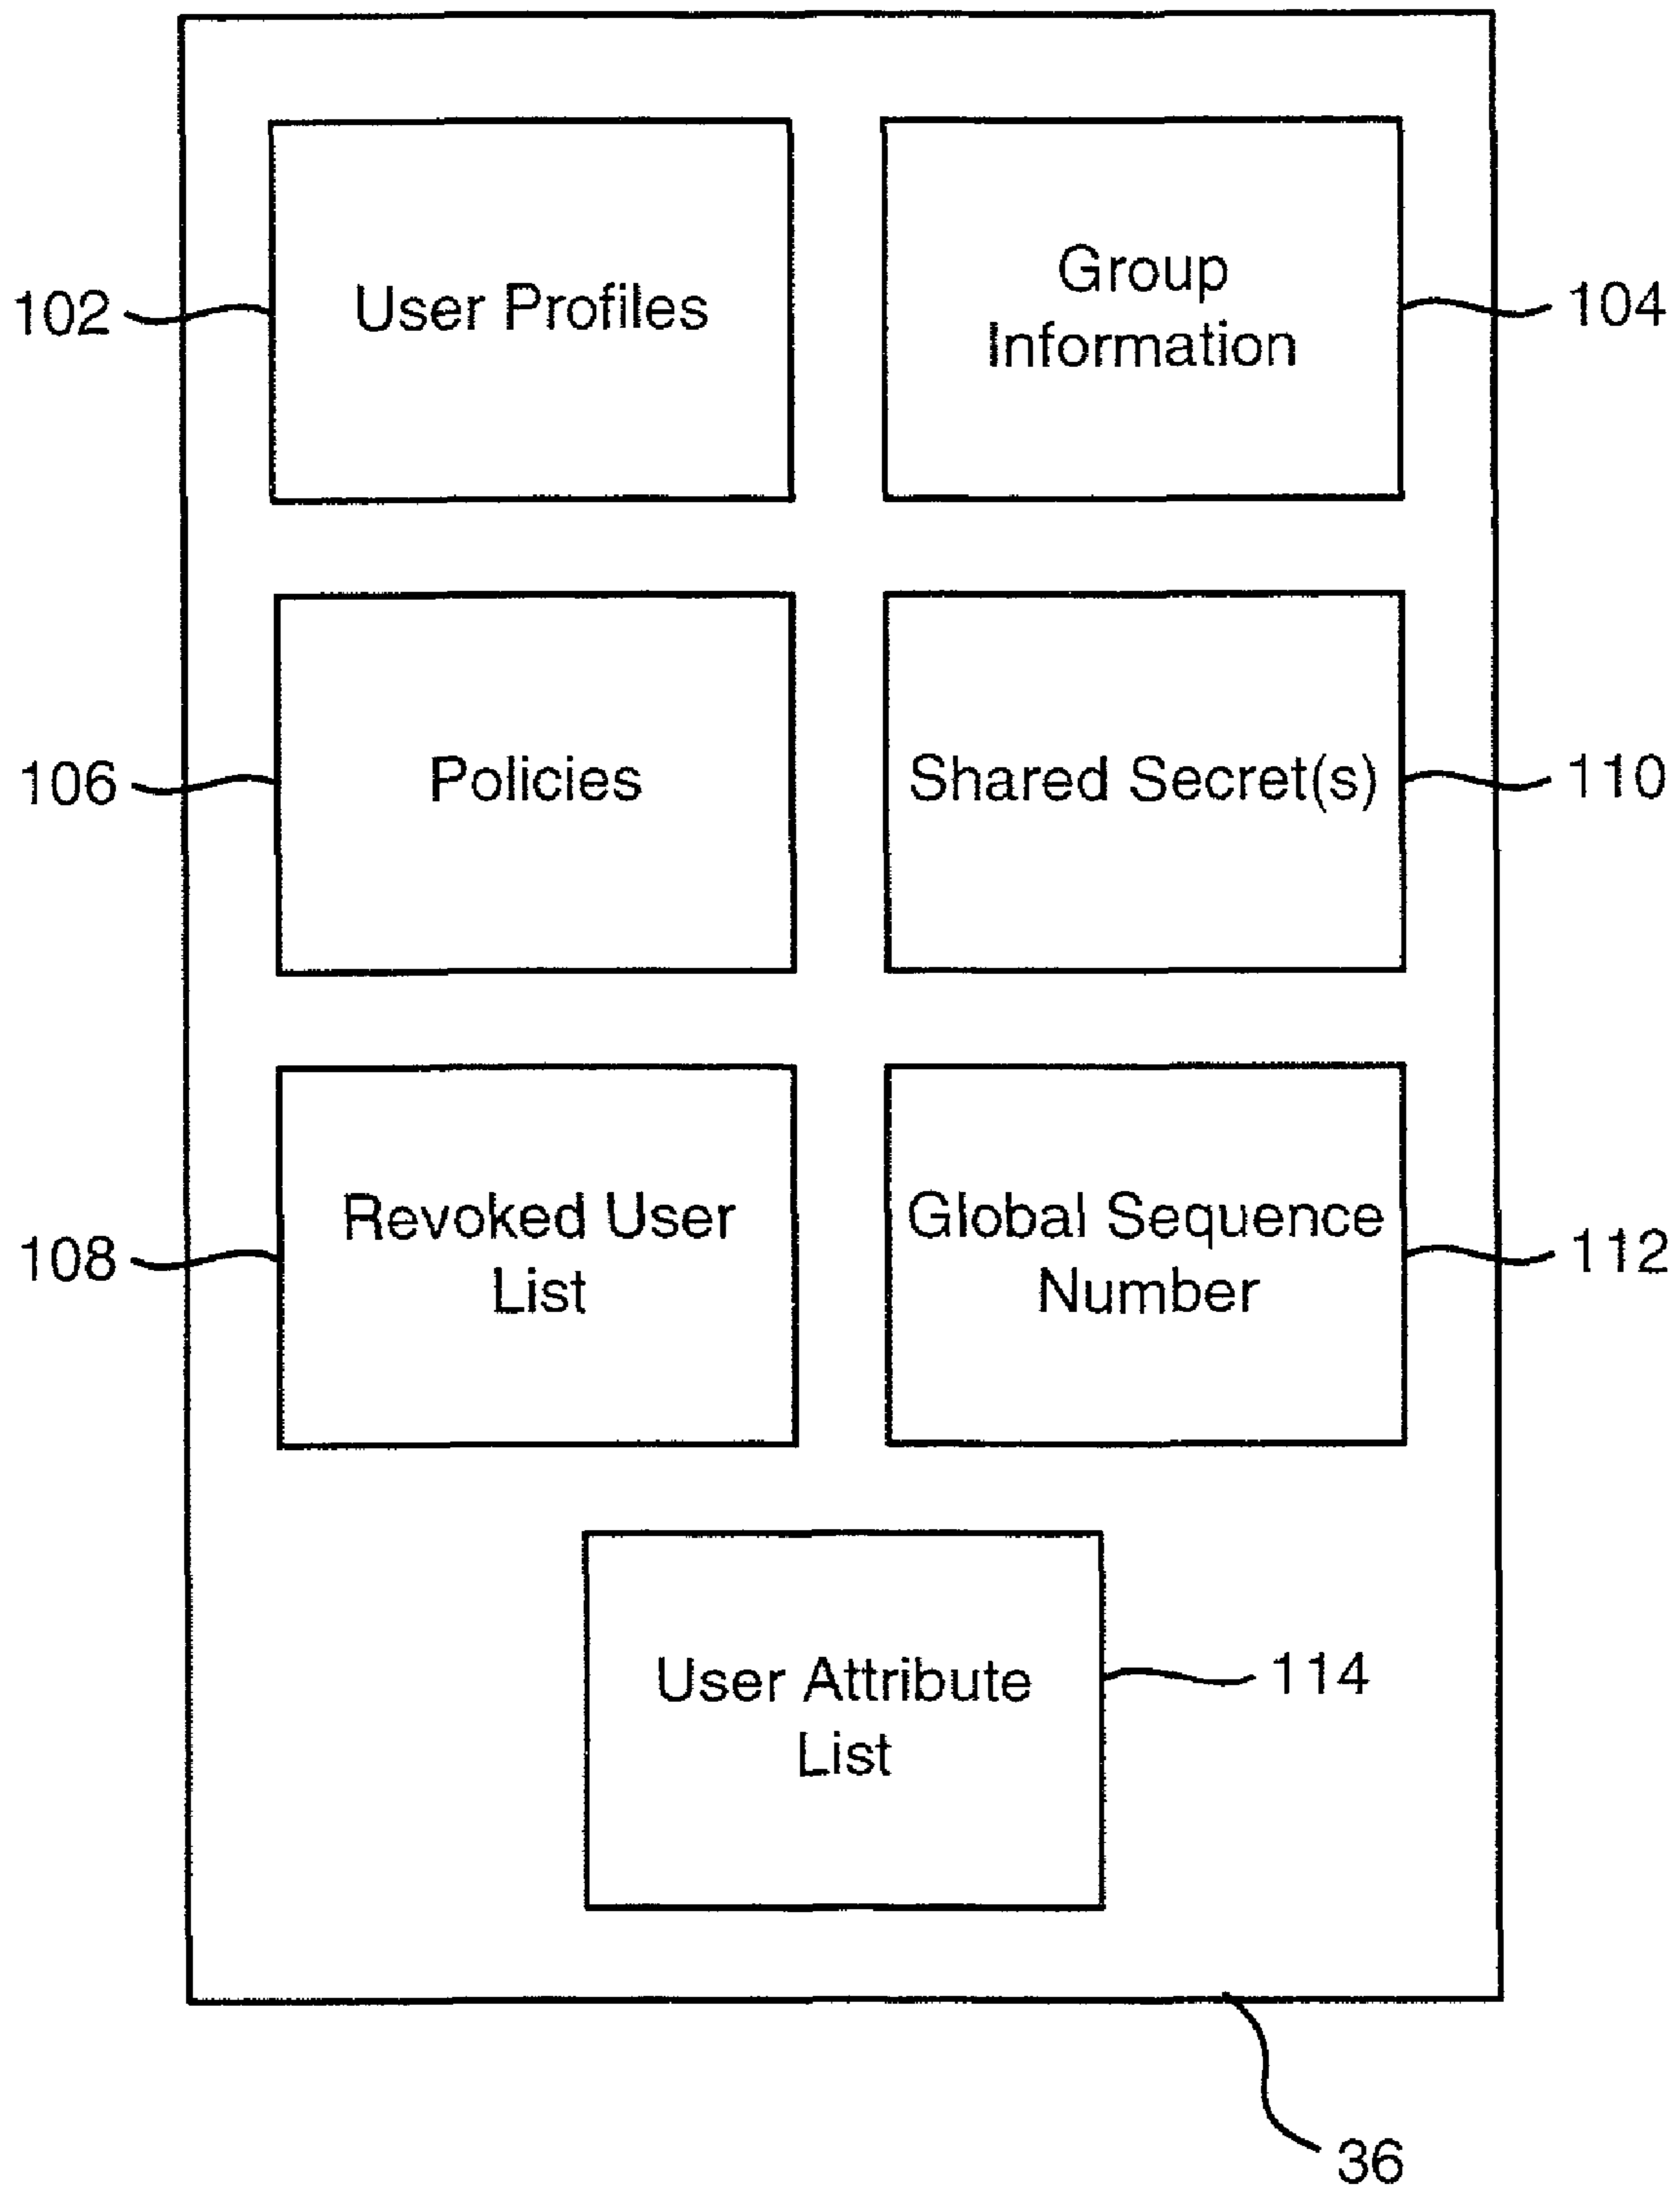 102
User Profiles
Group
Information
104
106
Policies
Shared Secret(s)
110
108
Revoked User
List
Global Sequence
Number
112
User Attribute
List
114
36